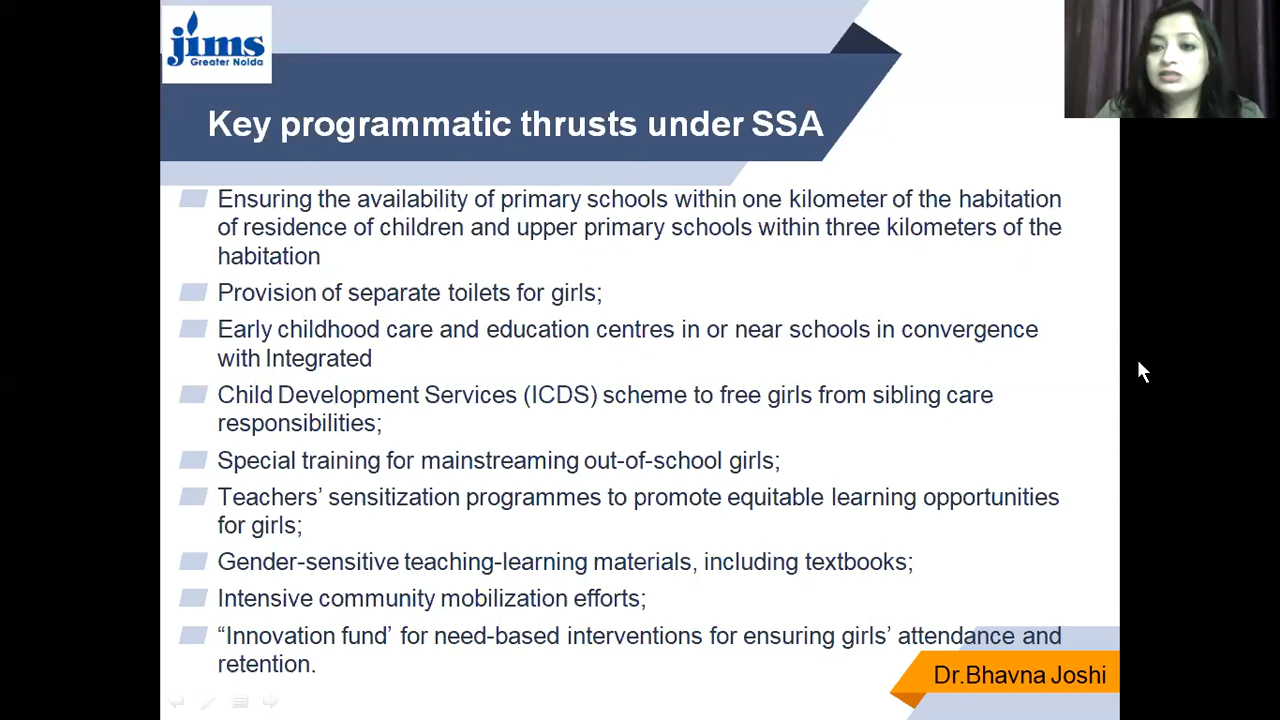 jims
Greater Noida
Key programmatic thrusts under SSA
Ensuring the availability of primary schools within one kilometer of the habitation
of residence of children and upper primary schools within three kilometers of the
habitation
Provision of separate toilets for girls;
Early childhood care and education centres in or near schools in convergence
with Integrated
Child Development Services (ICDS) scheme to free girls from sibling care
responsibilities;
Special training for mainstreaming out-of-school girls;
Teachers’ sensitization programmes to promote equitable learning opportunities
for girls;
Gender-sensitive teaching-learning materials, including textbooks;
Intensive community mobilization efforts;
“Innovation fund’ for need-based interventions for ensuring girls’ attendance and
retention.
Dr.Bhavna Joshi